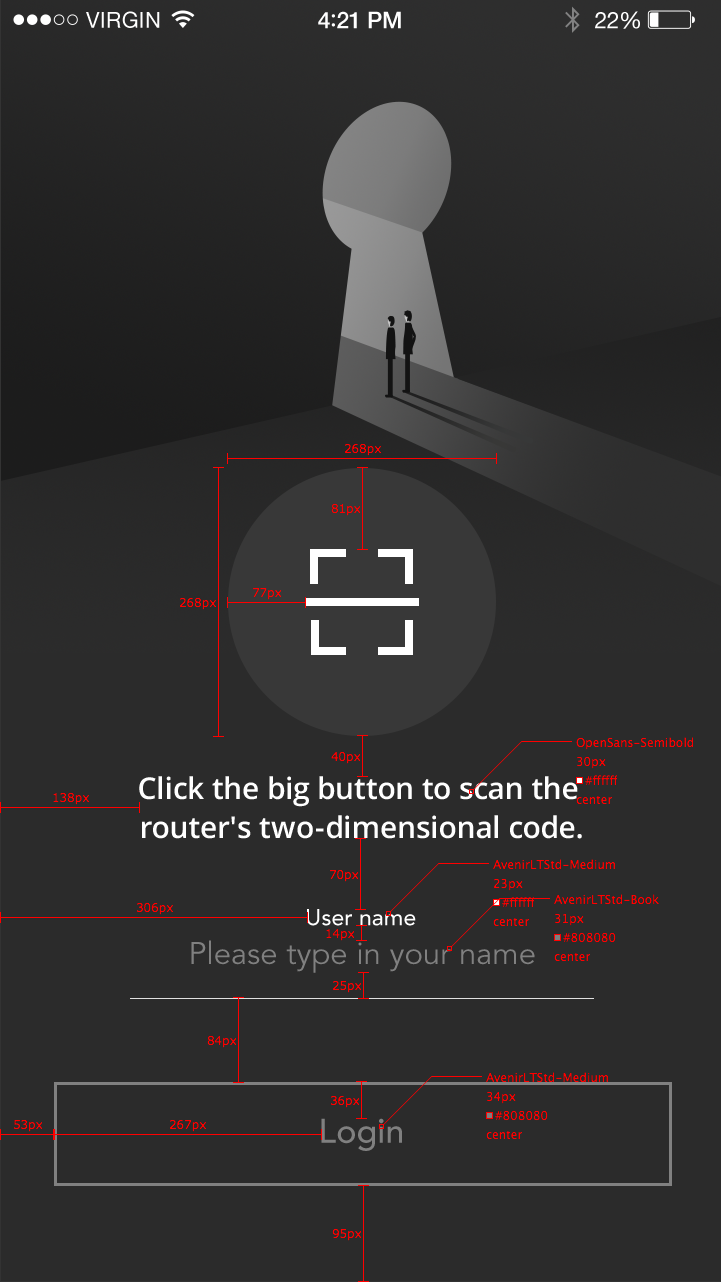 VIRGIN 4:21 PM 22%
268px
81px
77px
268px
40px
OpenSans-Semibold
30px
#ffffff
center
Click the big button to scan the
router's two-dimensional code.
138px
70px
AvenirLTStd-Medium
23px
#ffffff
center
AvenirLTStd-Book
31px
#808080
center
306px
User name
14px
Please type in your name
25px
84px
AvenirLTStd-Medium
34px
#808080
center
36px
53px
267px
Login
95px